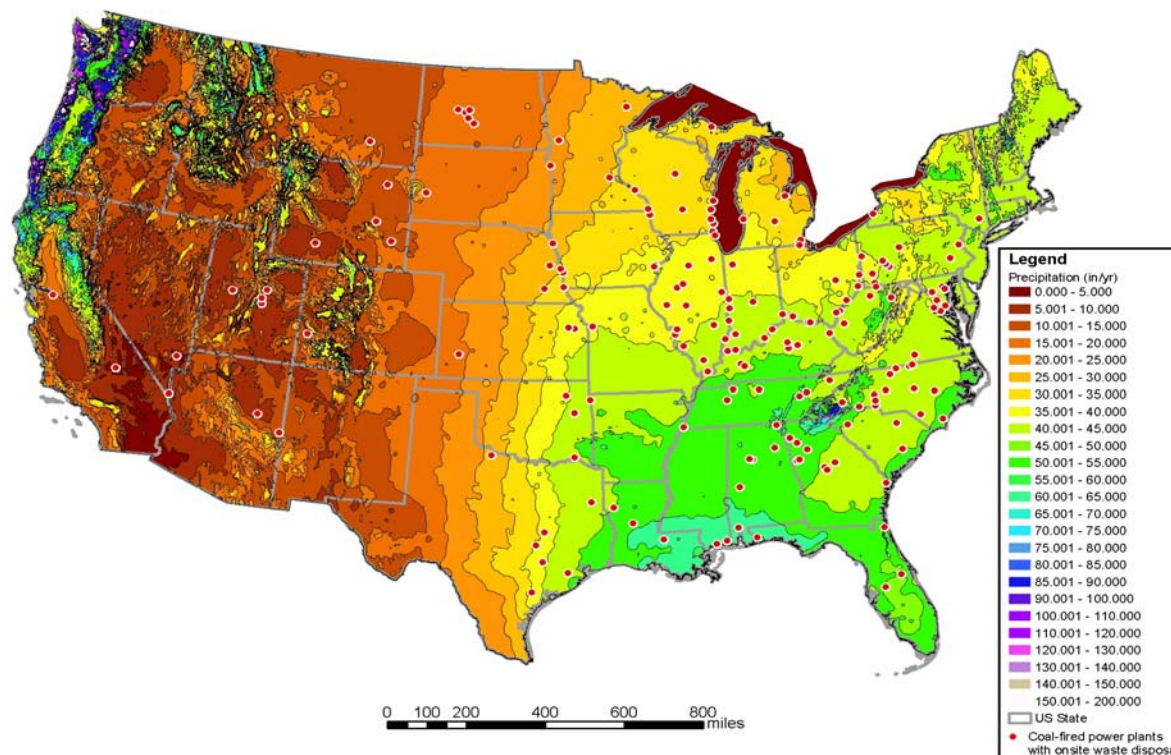 Legend
Precipitation (in/yr)
0.000 - 5.000
5.001 - 10.000
10.001 - 15.000
15.001 - 20.000
20.001 - 25.000
25.001 - 30.000
30.001 - 35.000
35.001 - 40.000
40.001 - 45.000
45.001 - 50.000
50.001 - 55.000
55.001 - 60.000
60.001 - 65.000
65.001 - 70.000
70.001 - 75.000
75.001 - 80.000
80.001 - 85.000
85.001 - 90.000
90.001 - 100.000
100.001 - 110.000
110.001 - 120.000
120.001 - 130.000
130.001 - 140.000
140.001 - 150.000
150.001 - 200.000
US State
Coal-fired power plants
with onsite waste dispos
0 100 200 400 600 800
miles